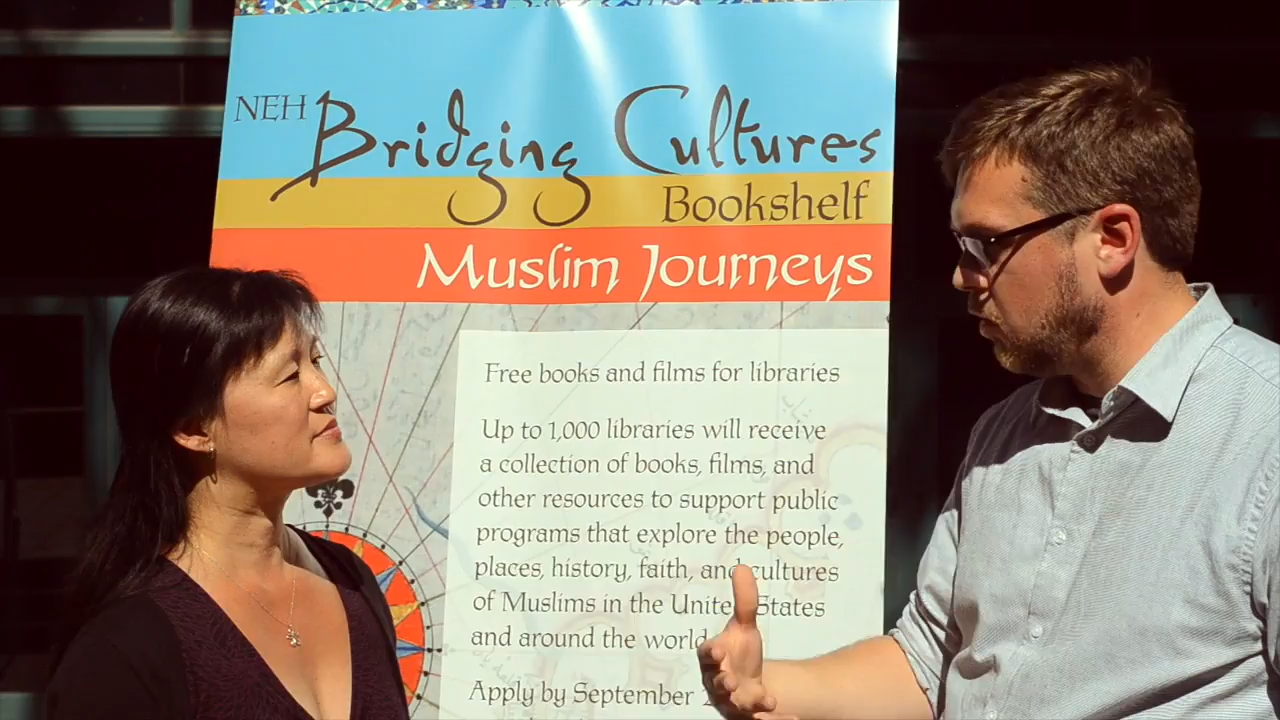 NEH Bridging Cultures
Bookshelf
Muslim Journeys
Free books and films for libraries
Up to 1,000 libraries will receive
a collection of books, films, and
other resources to support public
programs that explore the people,
places, history, faith, and cultures
of Muslims in the United States
and around the world
Apply by September